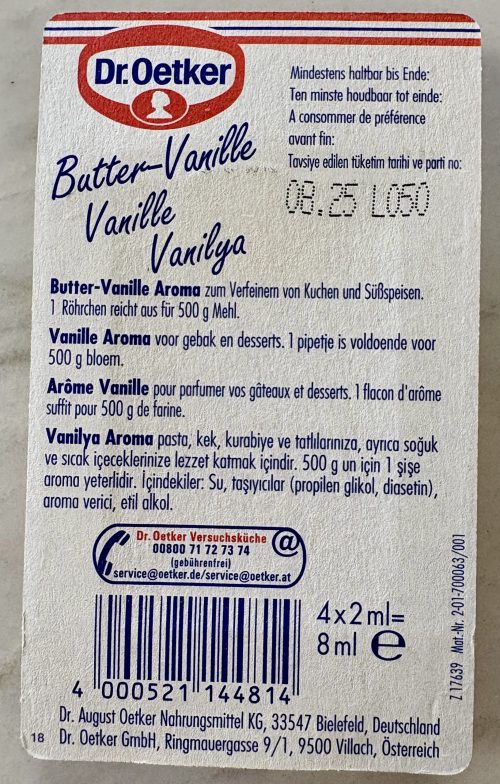 Dr.Oetker
Mindestens haltbar bis Ende:
Ten minste houdbaar tot einde:
A consommer de préférence
avant fin:
Tavsiye edilen tüketim tarihi ve parti no:
08.25 L050
Butter-Vanille
Vanille
Vanilya
Butter-Vanille Aroma zum Verfeinern von Kuchen und Süßspeisen.
1 Röhrchen reicht aus für 500 g Mehl.
Vanille Aroma voor gebak en desserts. 1 pipetje is voldoende voor
500 g bloem.
Arôme Vanille pour parfumer vos gâteaux et desserts. 1 flacon d'arôme
suffit pour 500 g de farine.
Vanilya Aroma pasta, kek, kurabiye ve tatlılarınıza, ayrıca soğuk
ve sıcak içeceklerinize lezzet katmak içindir. 500 g un için 1 şişe
aroma yeterlidir. İçindekiler: Su, taşıyıcılar (propilen glikol, diasetin),
aroma verici, etil alkol.
Dr. Oetker Versuchsküche @
00800 71 72 73 74
(gebührenfrei)
service@oetker.de/service@oetker.at
4x2 ml=
8 ml e
4 000521 144814
Z 17639 Mat.-Nr. 2-01-700063/001
Dr. August Oetker Nahrungsmittel KG, 33547 Bielefeld, Deutschland
18 Dr. Oetker GmbH, Ringmauergasse 9/1, 9500 Villach, Österreich